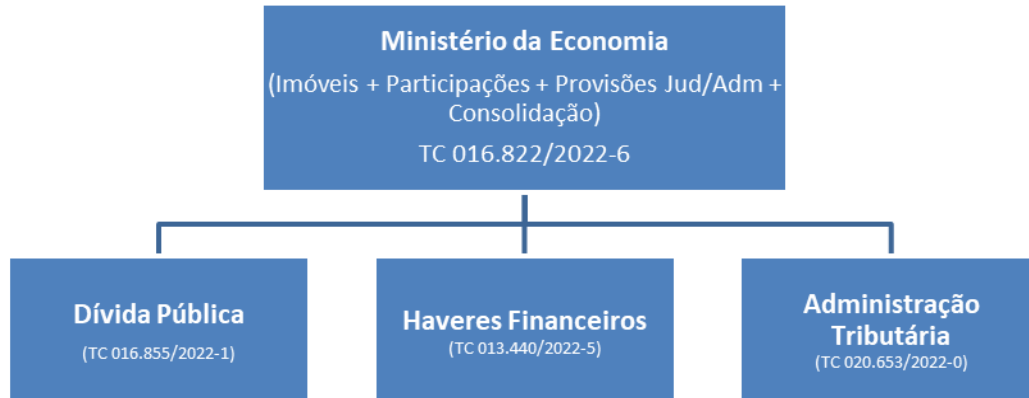 Ministério da Economia
(Imóveis + Participações + Provisões Jud/Adm +
Consolidação)
TC 016.822/2022-6
Dívida Pública
(TC 016.855/2022-1)
Haveres Financeiros
(TC 013.440/2022-5)
Administração
Tributária
(TC 020.653/2022-0)